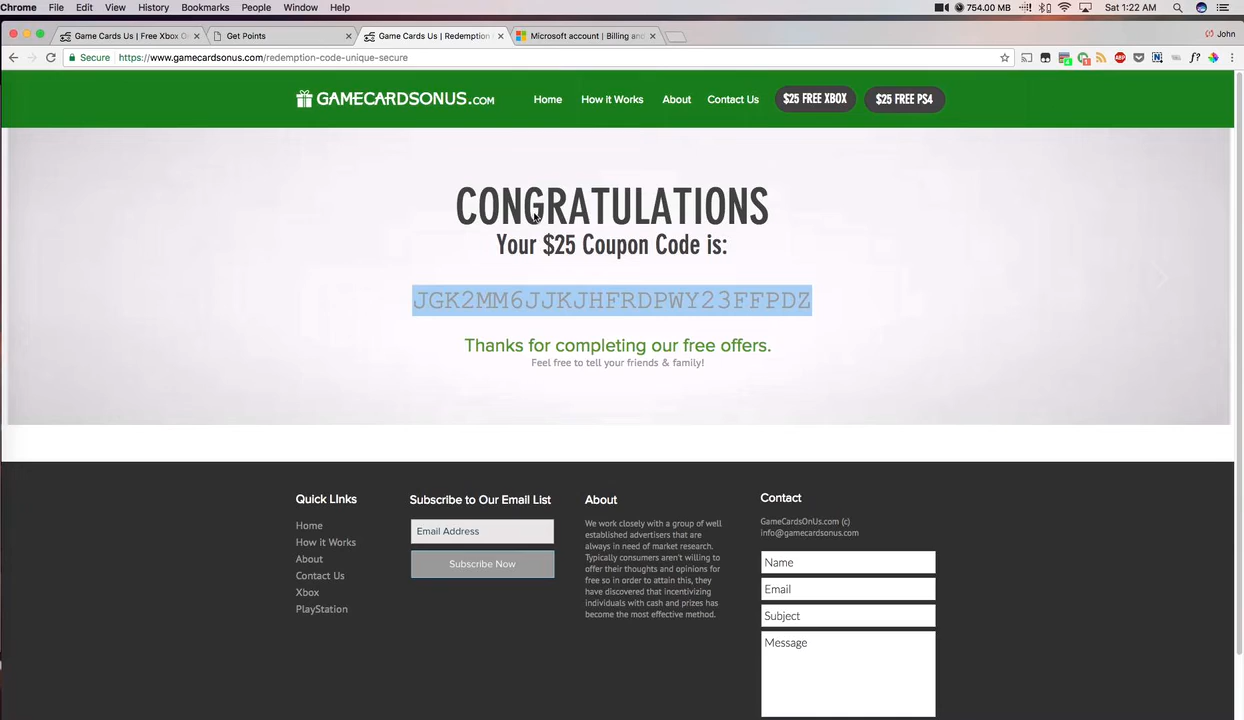 Chrome File Edit View History Bookmarks People Window Help 754.00 MB Sat 1:22 AM
Game Cards Us | Free Xbox O Get Points Game Cards Us | Redemption Microsoft account | Billing and John
Secure https://www.gamecardsonus.com/redemption-code-unique-secure
GAMECARDSONUS.COM Home How it Works About Contact Us $25 FREE XBOX $25 FREE PS4
CONGRATULATIONS
Your $25 Coupon Code is:
JGK2MM6JJKJHFRDPWY23FFPDZ
Thanks for completing our free offers.
Feel free to tell your friends & family!
Quick LInks
Home
How it Works
About
Contact Us
Xbox
PlayStation
Subscribe to Our Email List
Email Address
Subscribe Now
About
We work closely with a group of well
established advertisers that are
always in need of market research.
Typically consumers aren't willing to
offer their thoughts and opinions for
free so in order to attain this, they
have discovered that incentivizing
individuals with cash and prizes has
become the most effective method.
Contact
GameCardsOnUs.com (c)
info@gamecardsonus.com
Name
Email
Subject
Message